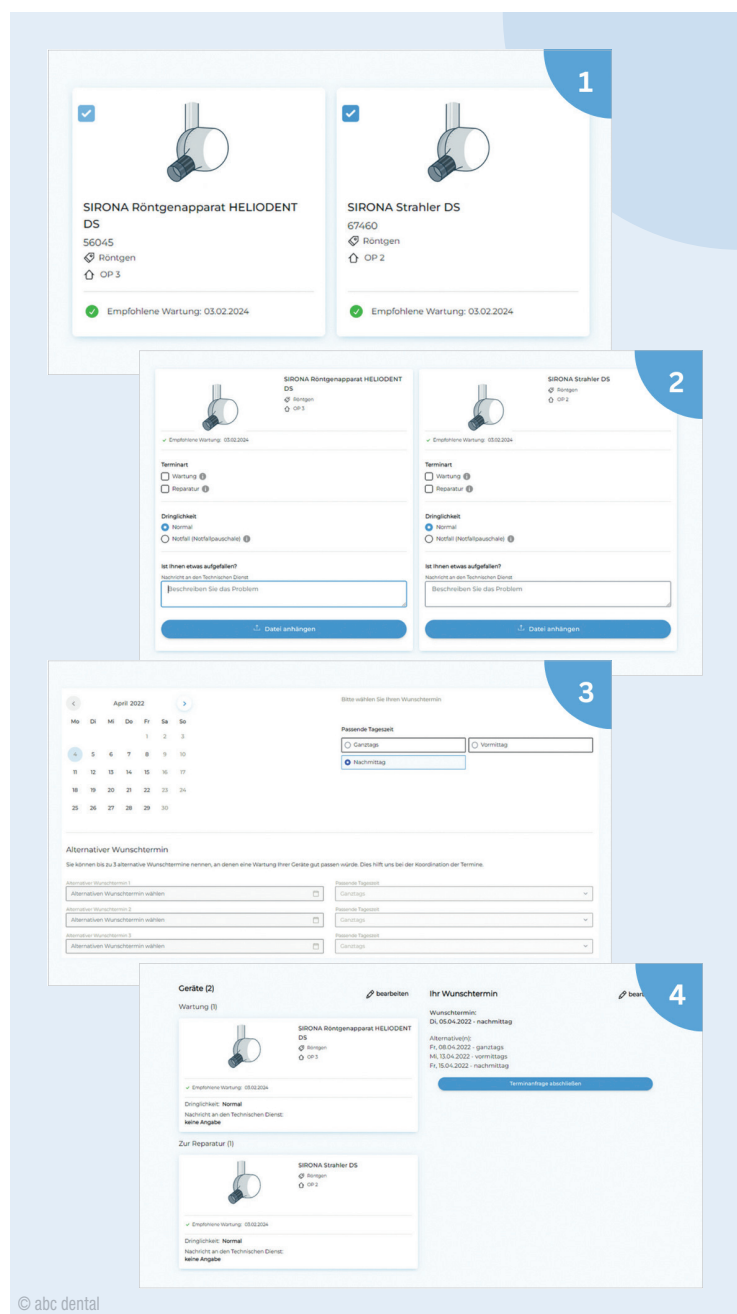 1
SIRONA Röntgenapparat HELIODENT
DS
56045
Röntgen
OP 3
Empfohlene Wartung: 03.02.2024
SIRONA Strahler DS
67460
Röntgen
OP 2
Empfohlene Wartung: 03.02.2024
2
SIRONA Röntgenapparat HELIODENT
DS
Röntgen
OP 3
Empfohlene Wartung: 03.02.2024
Terminart
Wartung
Reparatur
Dringlichkeit
Normal
Notfall (Notfallpauschale)
Ist Ihnen etwas aufgefallen?
Nachricht an den Technischen Dienst
Beschreiben Sie das Problem
Datei anhängen
SIRONA Strahler DS
Röntgen
OP 2
Empfohlene Wartung: 03.02.2024
Terminart
Wartung
Reparatur
Dringlichkeit
Normal
Notfall (Notfallpauschale)
Ist Ihnen etwas aufgefallen?
Nachricht an den Technischen Dienst
Beschreiben Sie das Problem
Datei anhängen
3
April 2022
Mo Di Mi Do Fr Sa So
1 2 3
4 5 6 7 8 9 10
11 12 13 14 15 16 17
18 19 20 21 22 23 24
25 26 27 28 29 30
Bitte wählen Sie Ihren Wunschtermin
Passende Tageszeit
Ganztags
Vormittag
Nachmittag
Alternativer Wunschtermin
Sie können bis zu 3 alternative Wunschtermine nennen, an denen eine Wartung Ihrer Geräte gut passen würde. Dies hilft uns bei der Koordination der Termine.
Alternativer Wunschtermin 1
Alternativen Wunschtermin wählen
Passende Tageszeit
Ganztags
Alternativer Wunschtermin 2
Alternativen Wunschtermin wählen
Passende Tageszeit
Ganztags
Alternativer Wunschtermin 3
Alternativen Wunschtermin wählen
Passende Tageszeit
Ganztags
4
Geräte (2)
bearbeiten
Wartung (1)
SIRONA Röntgenapparat HELIODENT
DS
Röntgen
OP 3
Empfohlene Wartung: 03.02.2024
Dringlichkeit: Normal
Nachricht an den Technischen Dienst:
keine Angabe
Zur Reparatur (1)
SIRONA Strahler DS
Röntgen
OP 2
Empfohlene Wartung: 03.02.2024
Dringlichkeit: Normal
Nachricht an den Technischen Dienst:
keine Angabe
Ihr Wunschtermin
Wunschtermin:
Di, 05.04.2022 - nachmittag
Alternative(n):
Fr, 08.04.2022 - ganztags
Mi, 13.04.2022 - vormittags
Fr, 15.04.2022 - nachmittag
Terminanfrage abschließen
© abc dental